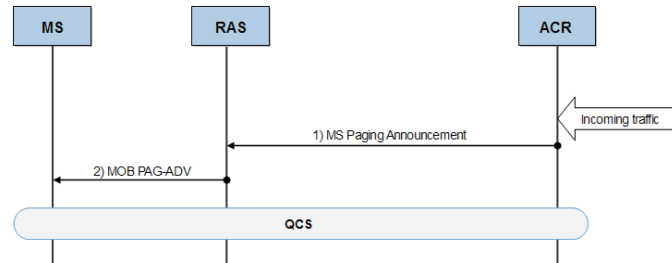 MS
RAS
ACR
Incoming traffic
1) MS Paging Announcement
2) MOB PAG-ADV
QCS